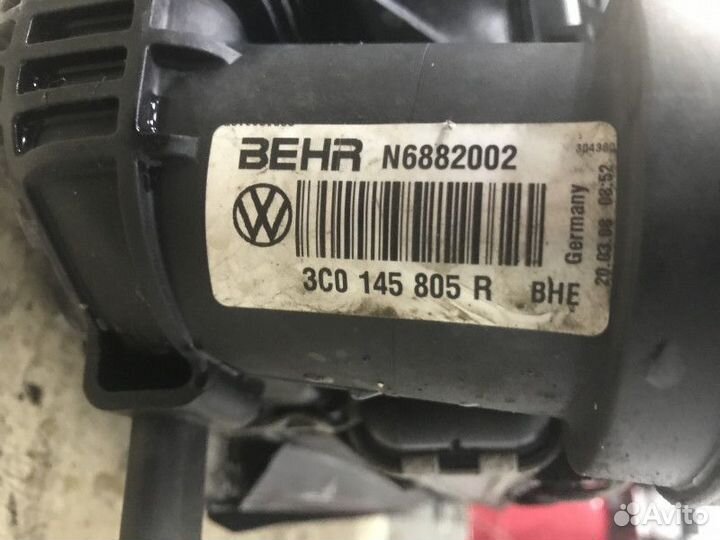 BEHR N6882002
3C0 145 805 R BHE
Germany
20.03.08 08:52
Avito